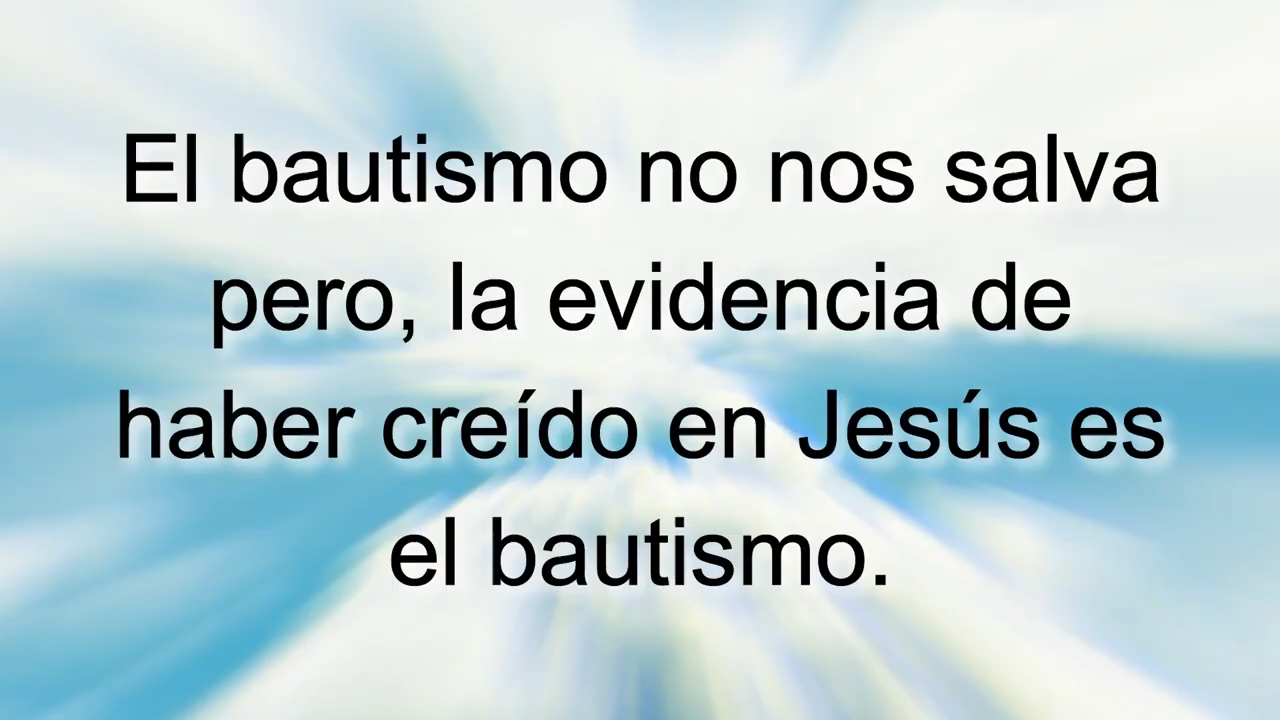 El bautismo no nos salva
pero, la evidencia de
haber creído en Jesús es
el bautismo.